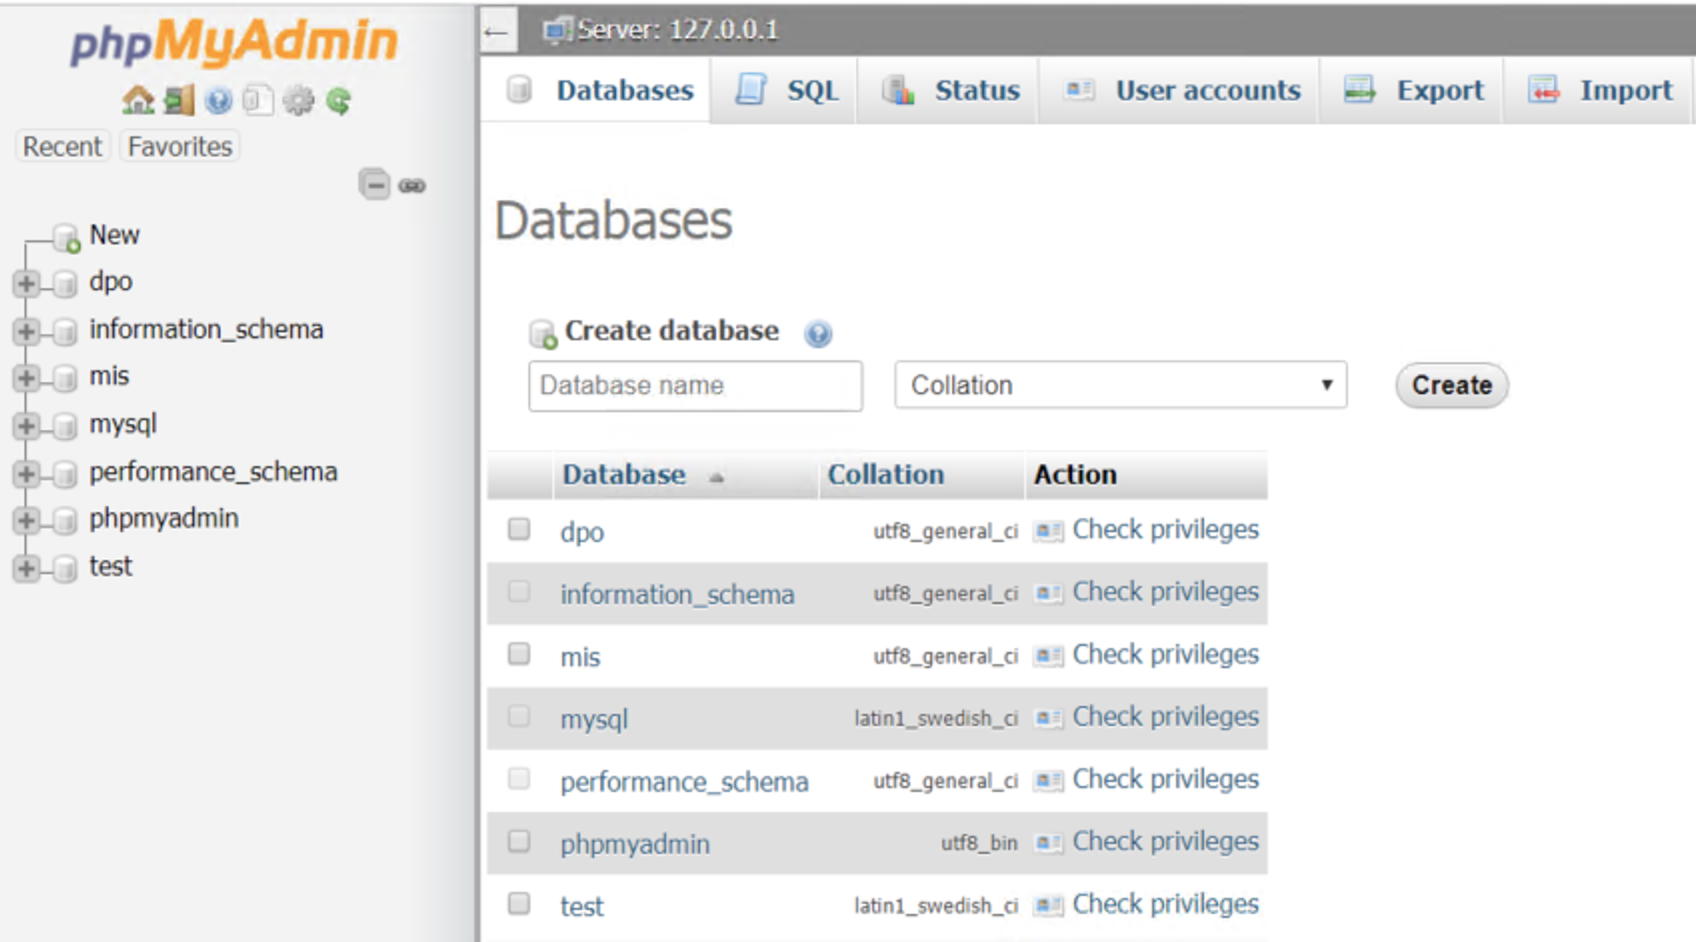 phpMyAdmin
Recent Favorites
New
dpo
information_schema
mis
mysql
performance_schema
phpmyadmin
test
← Server: 127.0.0.1
Databases SQL Status User accounts Export Import
Databases
Create database
Database name Collation Create
Database Collation Action
dpo utf8_general_ci Check privileges
information_schema utf8_general_ci Check privileges
mis utf8_general_ci Check privileges
mysql latin1_swedish_ci Check privileges
performance_schema utf8_general_ci Check privileges
phpmyadmin utf8_bin Check privileges
test latin1_swedish_ci Check privileges